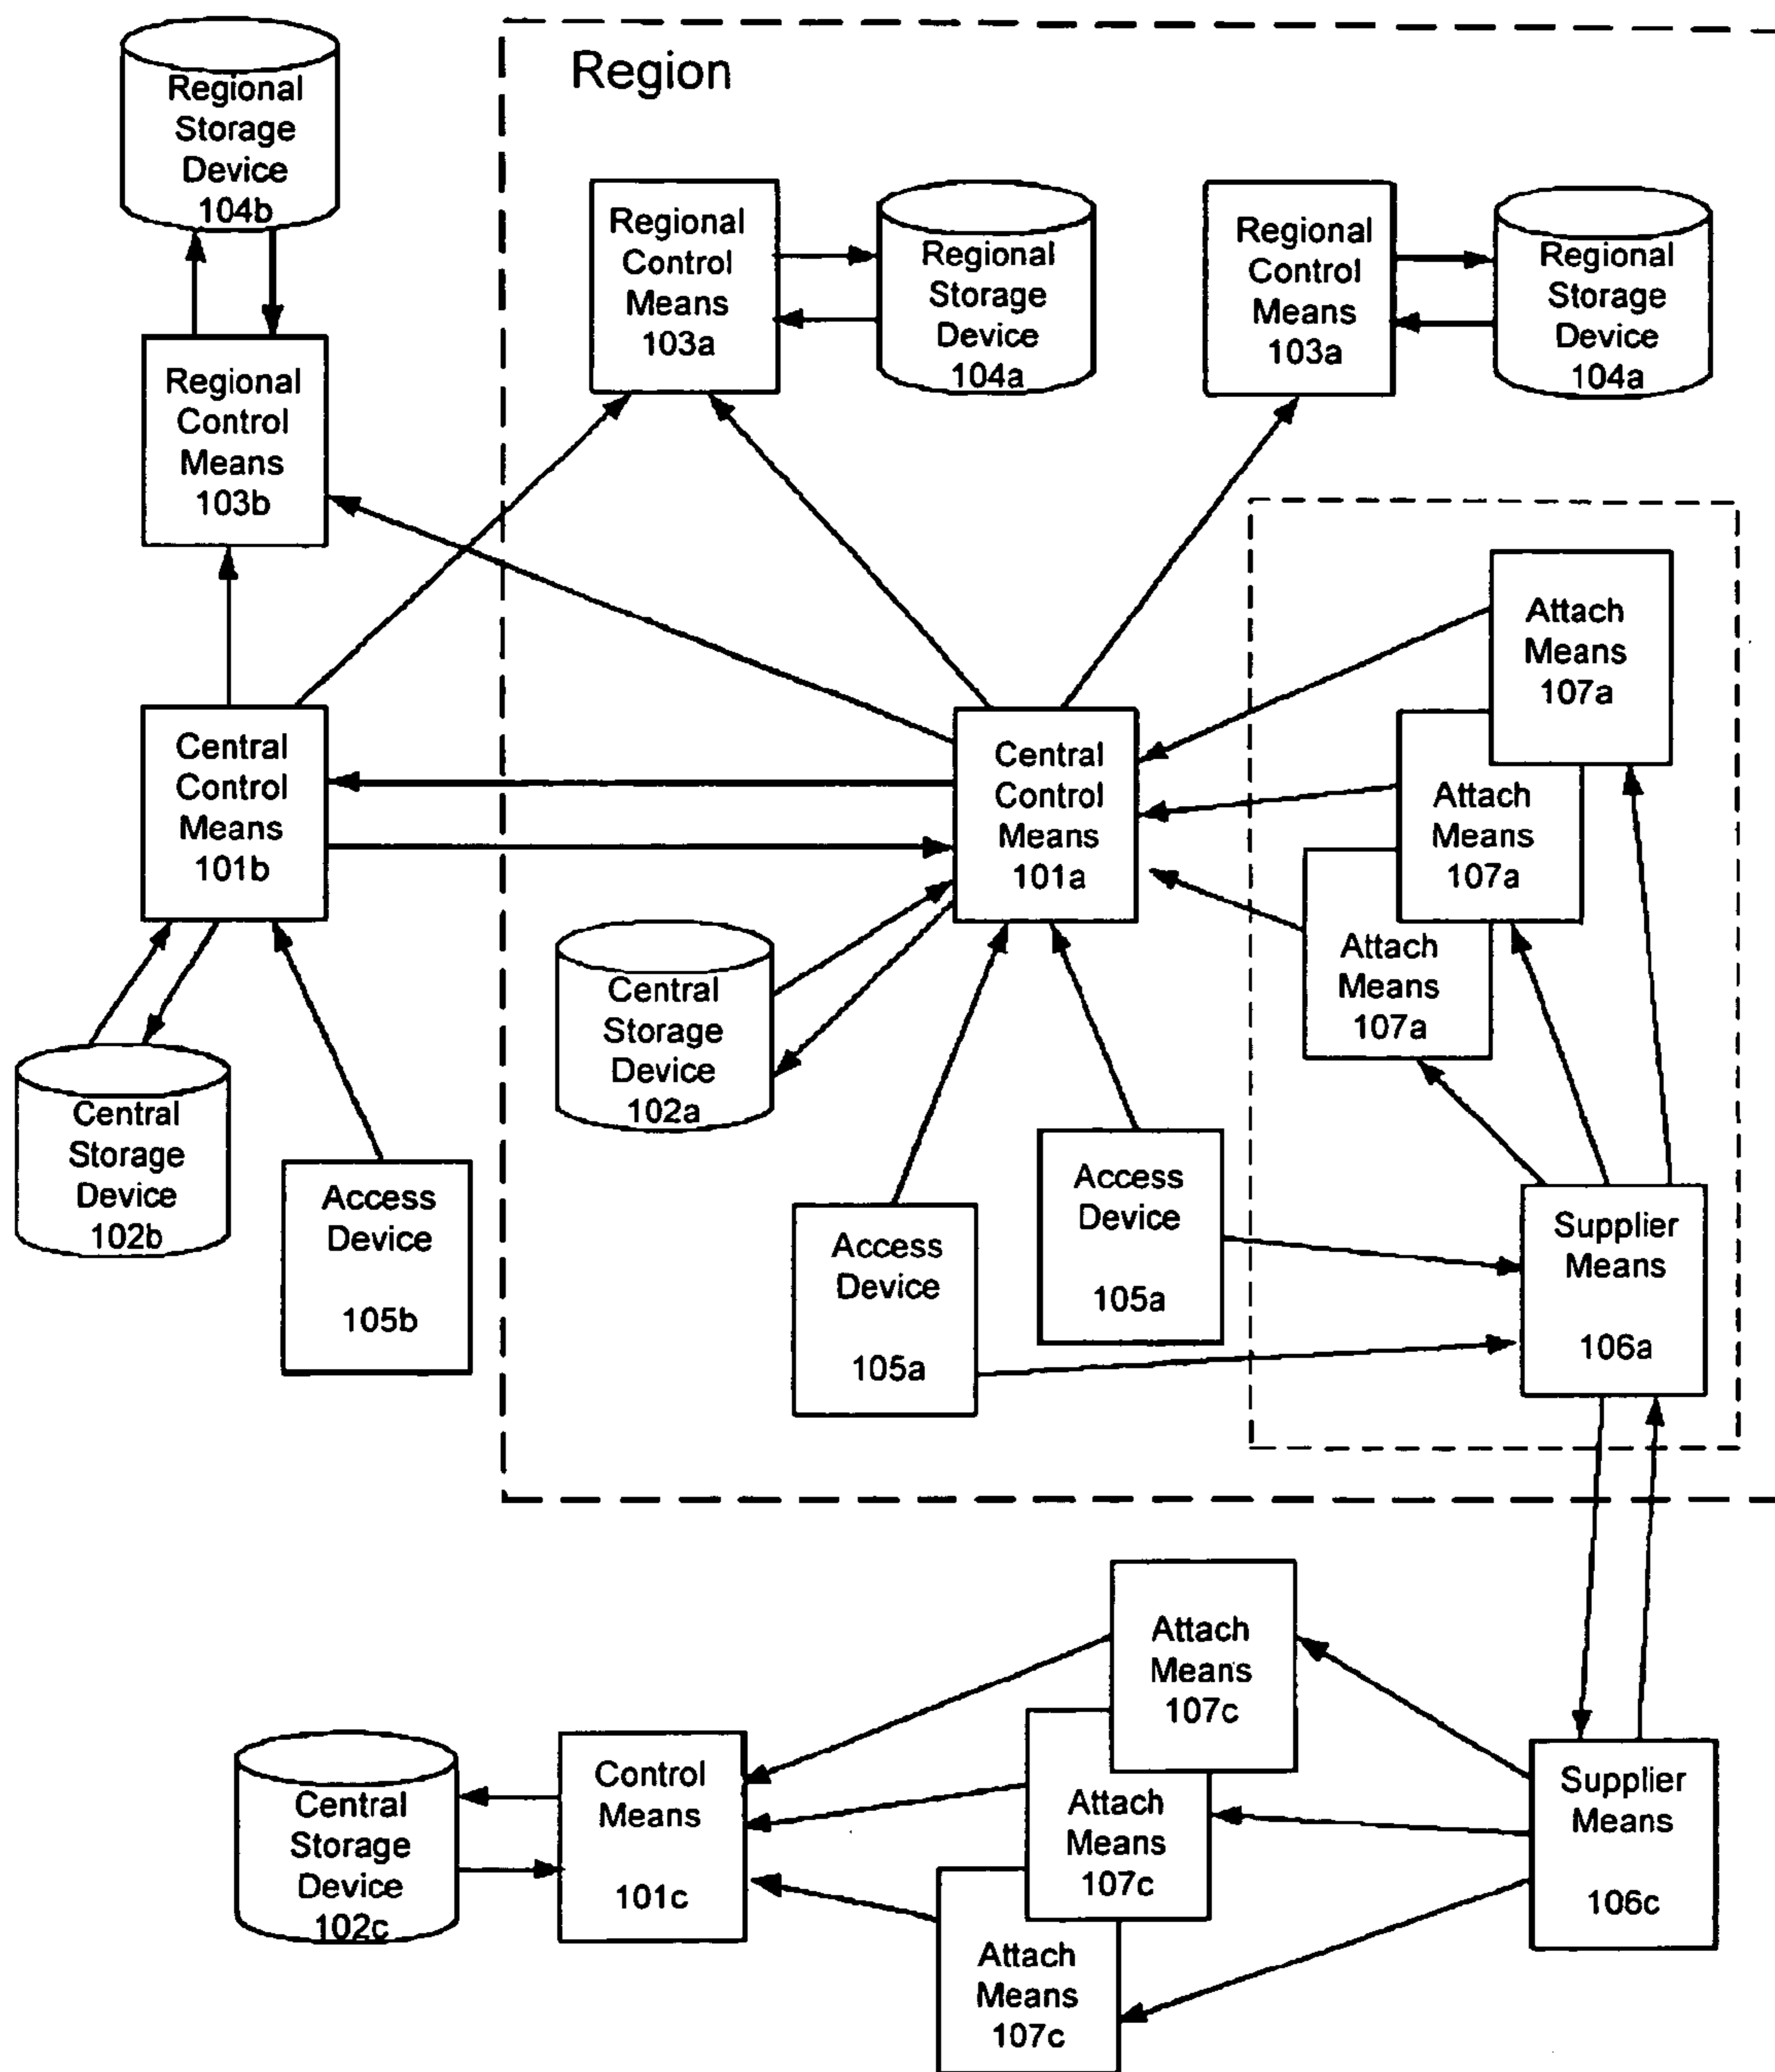 Regional
Storage
Device
104b
Region
Regional
Control
Means
103a
Regional
Storage
Device
104a
Regional
Control
Means
103a
Regional
Storage
Device
104a
Regional
Control
Means
103b
Attach
Means
107a
Attach
Means
107a
Attach
Means
107a
Central
Control
Means
101b
Central
Control
Means
101a
Central
Storage
Device
102a
Central
Storage
Device
102b
Access
Device
105b
Access
Device
105a
Access
Device
105a
Supplier
Means
106a
Attach
Means
107c
Attach
Means
107c
Attach
Means
107c
Central
Storage
Device
102c
Control
Means
101c
Supplier
Means
106c